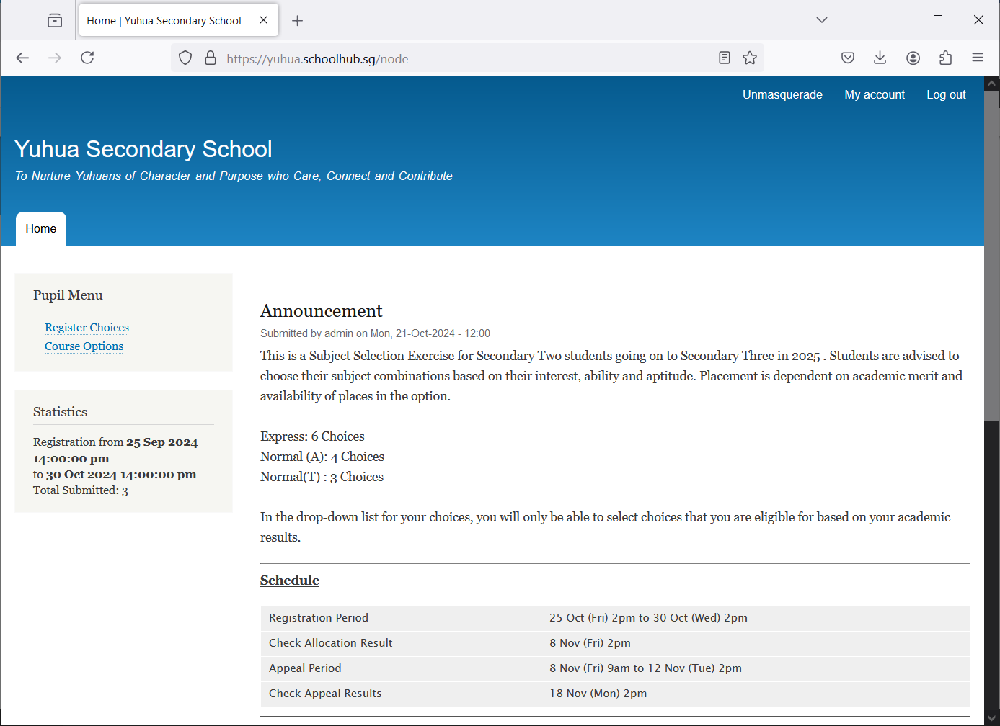 Home | Yuhua Secondary School
https://yuhua.schoolhub.sg/node
Unmasquerade My account Log out
Yuhua Secondary School
To Nurture Yuhuans of Character and Purpose who Care, Connect and Contribute
Home
Pupil Menu
Register Choices
Course Options
Statistics
Registration from 25 Sep 2024
14:00:00 pm
to 30 Oct 2024 14:00:00 pm
Total Submitted: 3
Announcement
Submitted by admin on Mon, 21-Oct-2024 - 12:00
This is a Subject Selection Exercise for Secondary Two students going on to Secondary Three in 2025 . Students are advised to
choose their subject combinations based on their interest, ability and aptitude. Placement is dependent on academic merit and
availability of places in the option.
Express: 6 Choices
Normal (A): 4 Choices
Normal(T) : 3 Choices
In the drop-down list for your choices, you will only be able to select choices that you are eligible for based on your academic
results.
Schedule
Registration Period 25 Oct (Fri) 2pm to 30 Oct (Wed) 2pm
Check Allocation Result 8 Nov (Fri) 2pm
Appeal Period 8 Nov (Fri) 9am to 12 Nov (Tue) 2pm
Check Appeal Results 18 Nov (Mon) 2pm